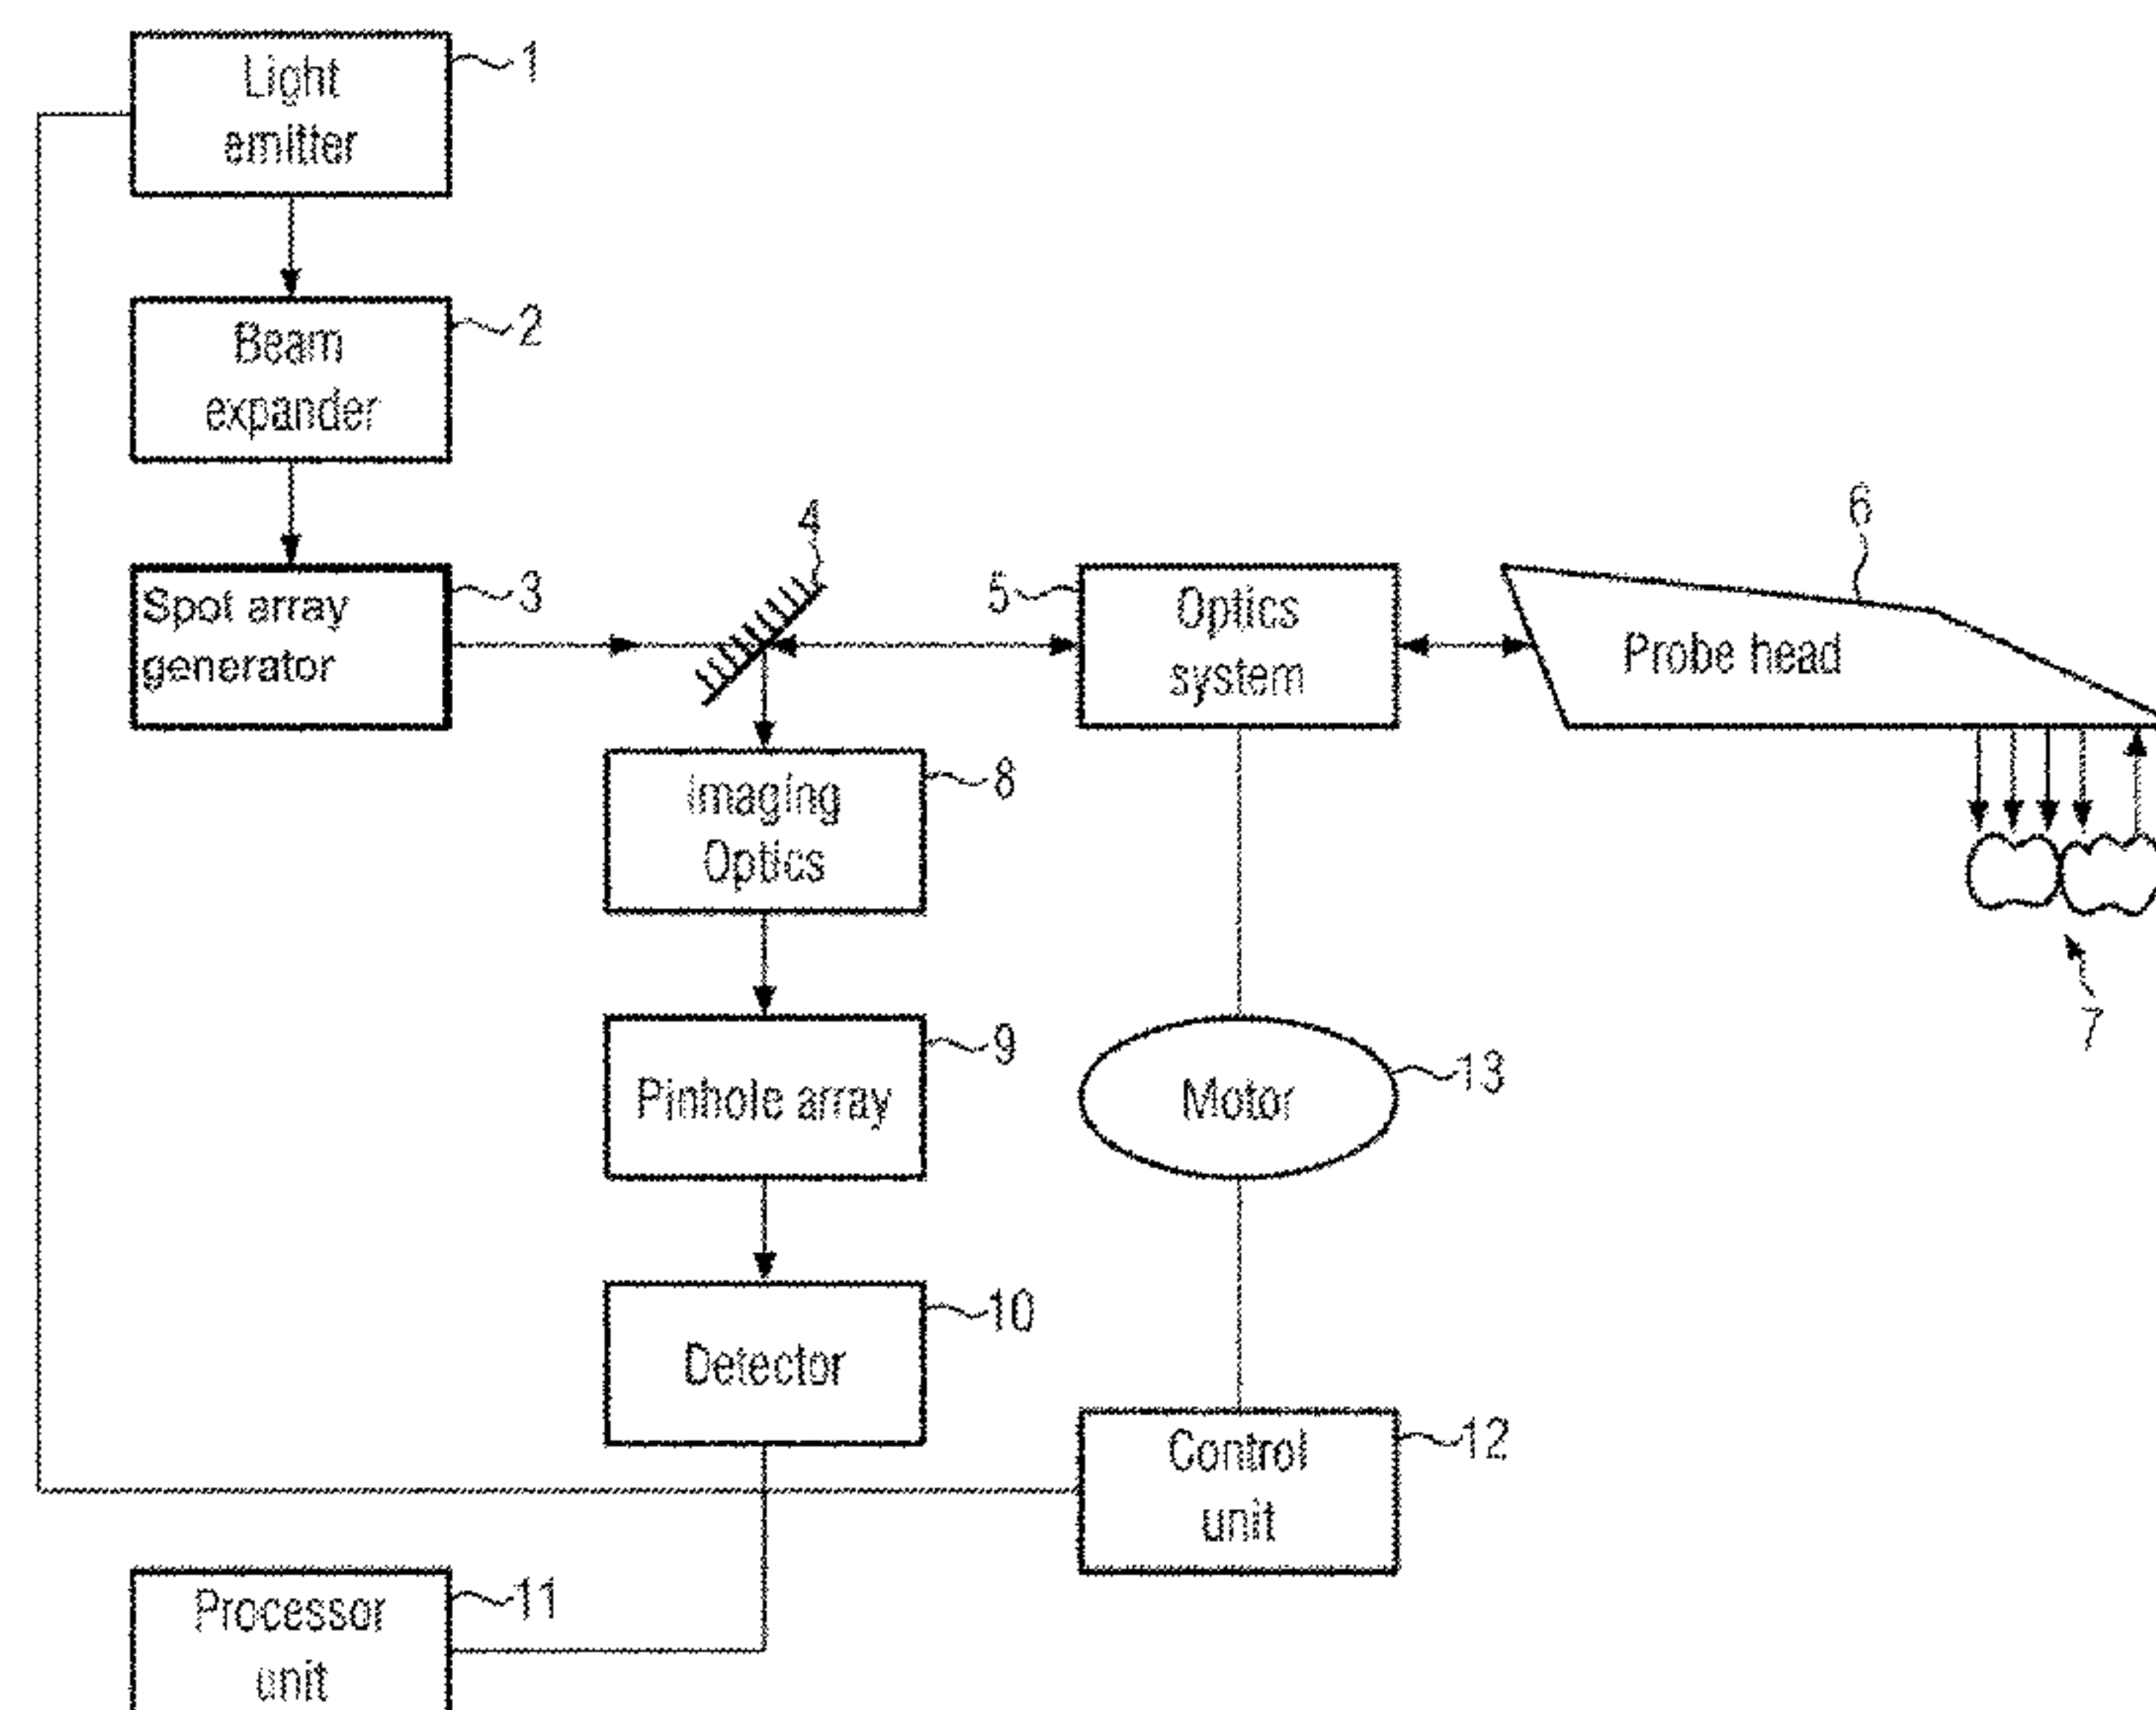 Light
emitter
1
Beam
expander
2
Spot array
generator
3
4
5
Optics
system
6
Probe head
7
Imaging
Optics
8
Pinhole array
9
Motor
13
Detector
10
Control
unit
12
Processor
unit
11